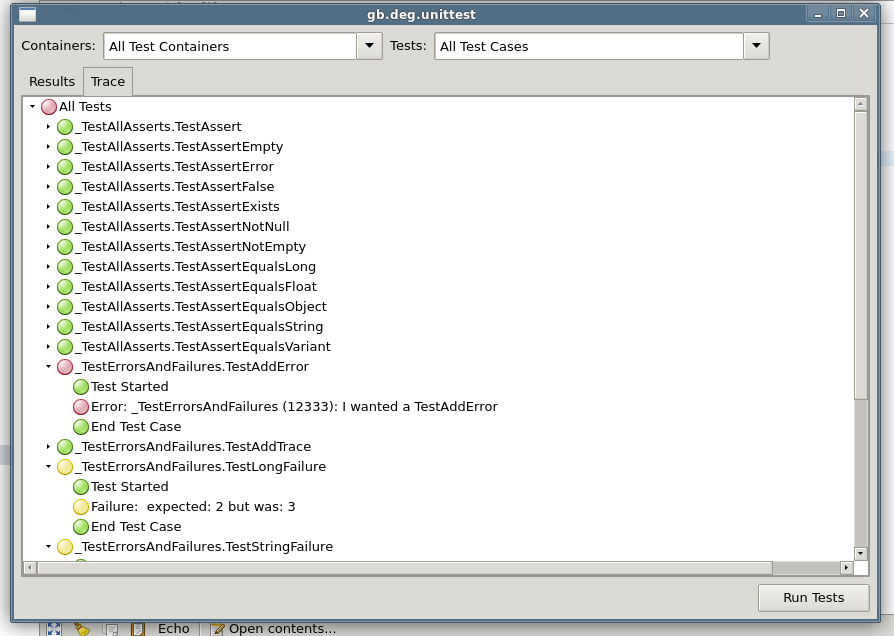 gb.deg.unittest
Containers: All Test Containers Tests: All Test Cases
Results Trace
All Tests
_TestAllAsserts.TestAssert
_TestAllAsserts.TestAssertEmpty
_TestAllAsserts.TestAssertError
_TestAllAsserts.TestAssertFalse
_TestAllAsserts.TestAssertExists
_TestAllAsserts.TestAssertNotNull
_TestAllAsserts.TestAssertNotEmpty
_TestAllAsserts.TestAssertEqualsLong
_TestAllAsserts.TestAssertEqualsFloat
_TestAllAsserts.TestAssertEqualsObject
_TestAllAsserts.TestAssertEqualsString
_TestAllAsserts.TestAssertEqualsVariant
_TestErrorsAndFailures.TestAddError
Test Started
Error: _TestErrorsAndFailures (12333): I wanted a TestAddError
End Test Case
_TestErrorsAndFailures.TestAddTrace
_TestErrorsAndFailures.TestLongFailure
Test Started
Failure:  expected: 2 but was: 3
End Test Case
_TestErrorsAndFailures.TestStringFailure
Run Tests
Echo Open contents...